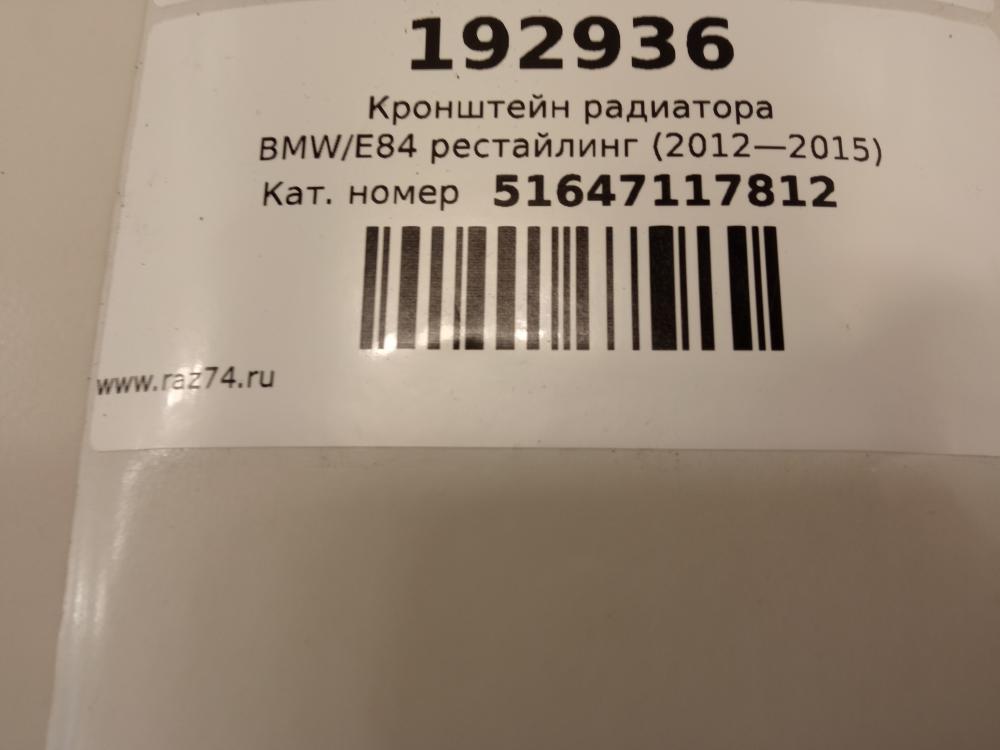 192936
Кронштейн радиатора
BMW/E84 рестайлинг (2012—2015)
Кат. номер 51647117812
www.raz74.ru